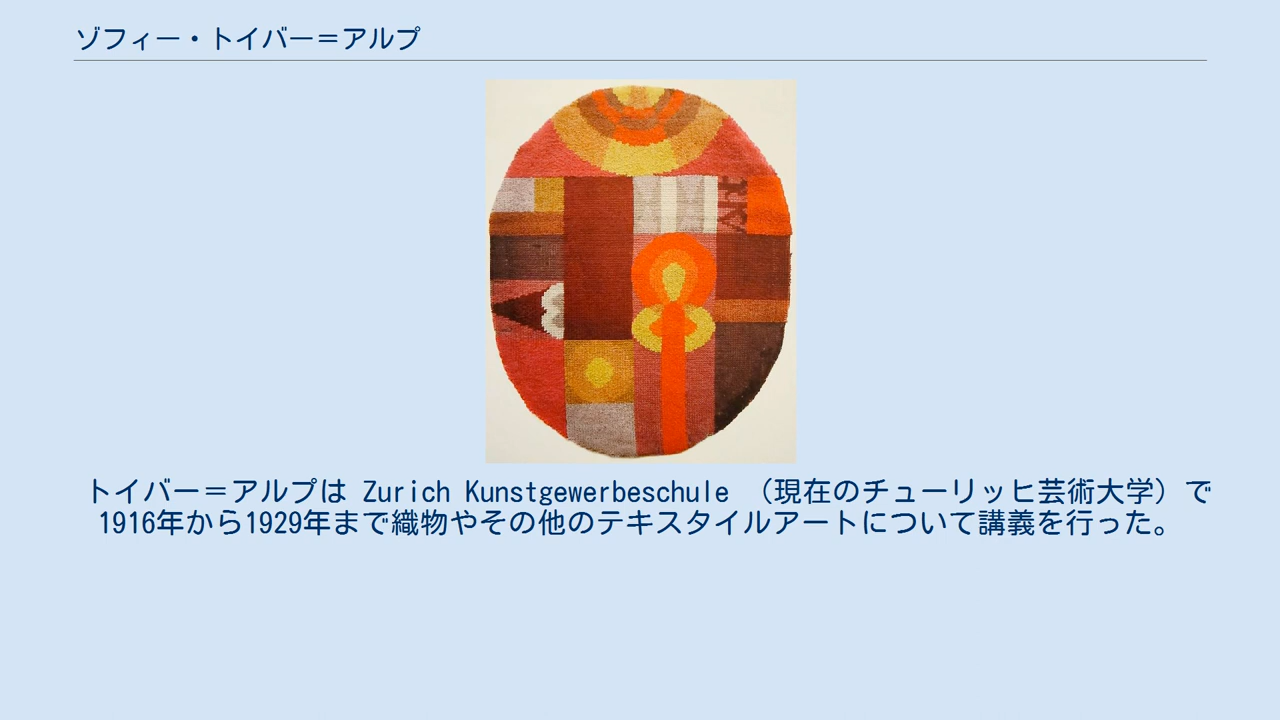 ゾフィー・トイバー＝アルプ
トイバー＝アルプは Zurich Kunstgewerbeschule （現在のチューリッヒ芸術大学）で
1916年から1929年まで織物やその他のテキスタイルアートについて講義を行った。